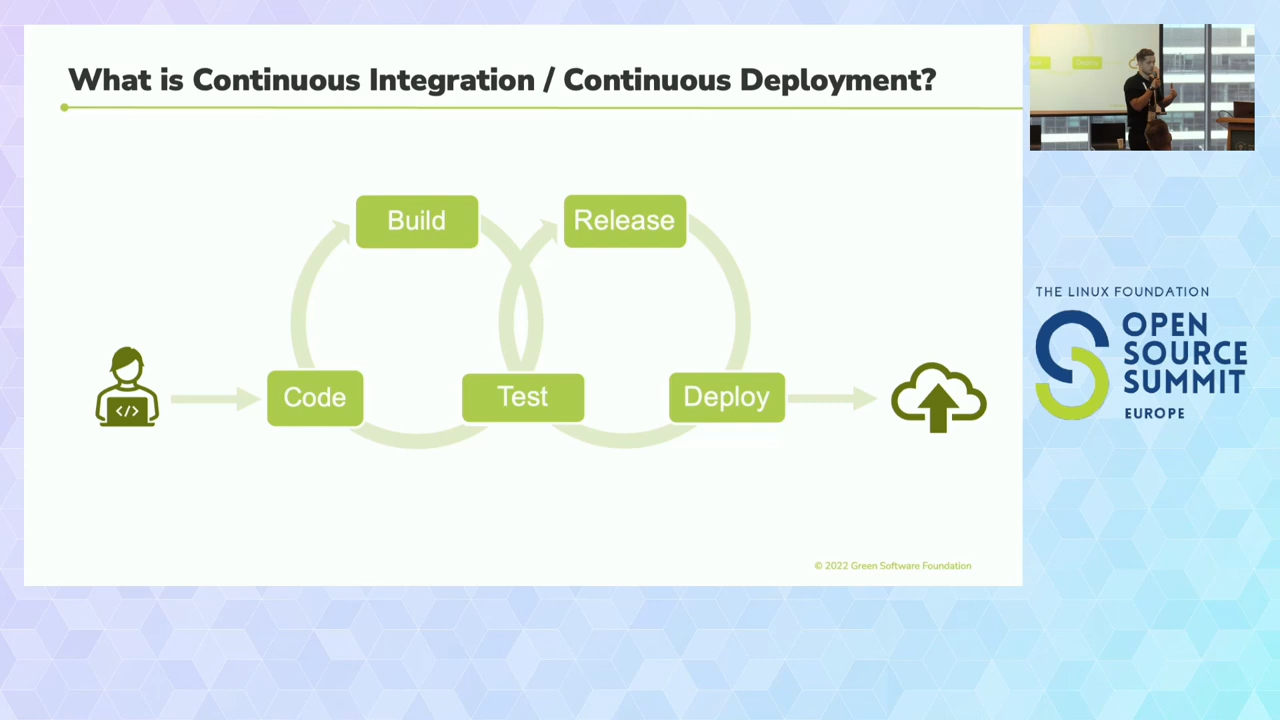 What is Continuous Integration / Continuous Deployment?
Build
Release
Code
Test
Deploy
</>
© 2022 Green Software Foundation
THE LINUX FOUNDATION
OPEN
SOURCE
SUMMIT
EUROPE